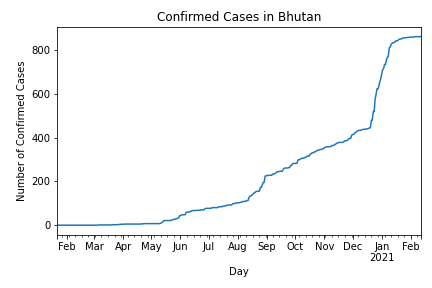 Confirmed Cases in Bhutan
800
600
400
200
0
Number of Confirmed Cases
Feb Mar Apr May Jun Jul Aug Sep Oct Nov Dec Jan Feb
2021
Day